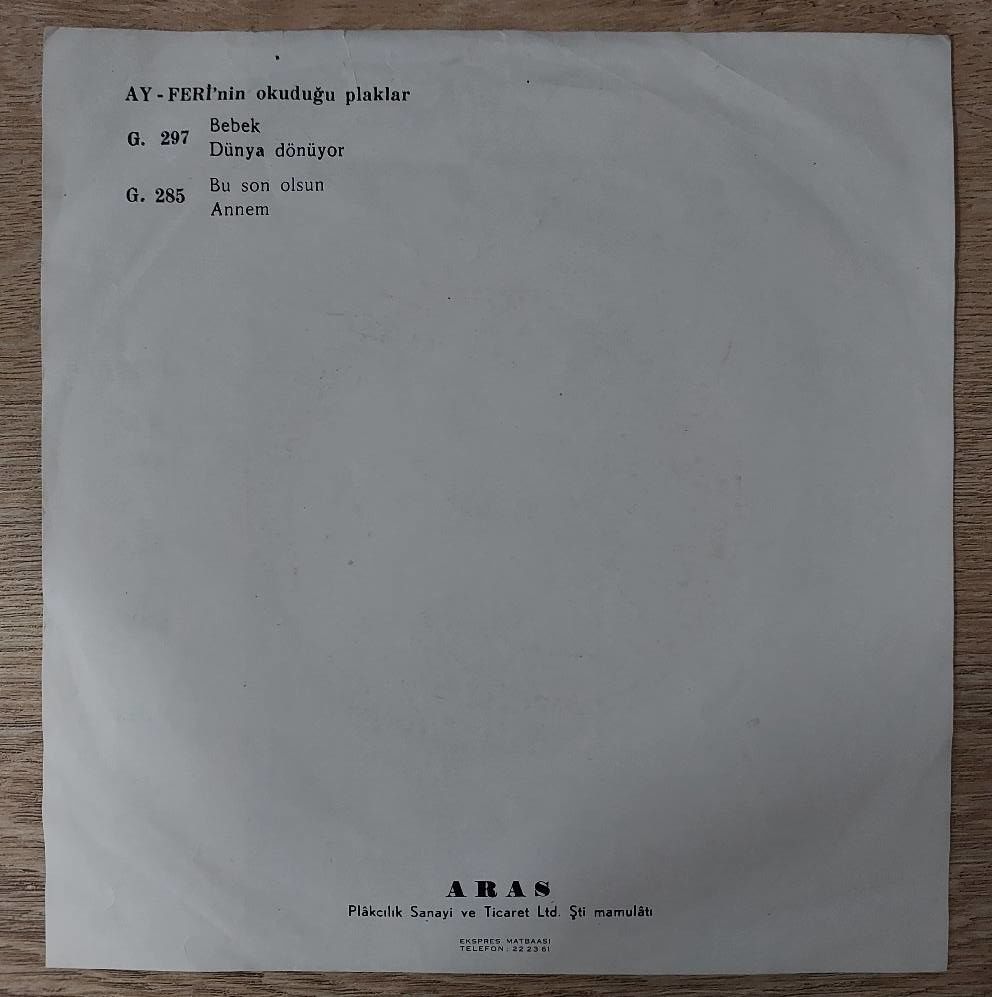 AY - FERİ'nin okuduğu plaklar
G. 297 Bebek
Dünya dönüyor
G. 285 Bu son olsun
Annem
ARAS
Plâkcılık Sanayi ve Ticaret Ltd. Şti mamulâtı
EKSPRES MATBAASI
TELEFON : 22 23 61